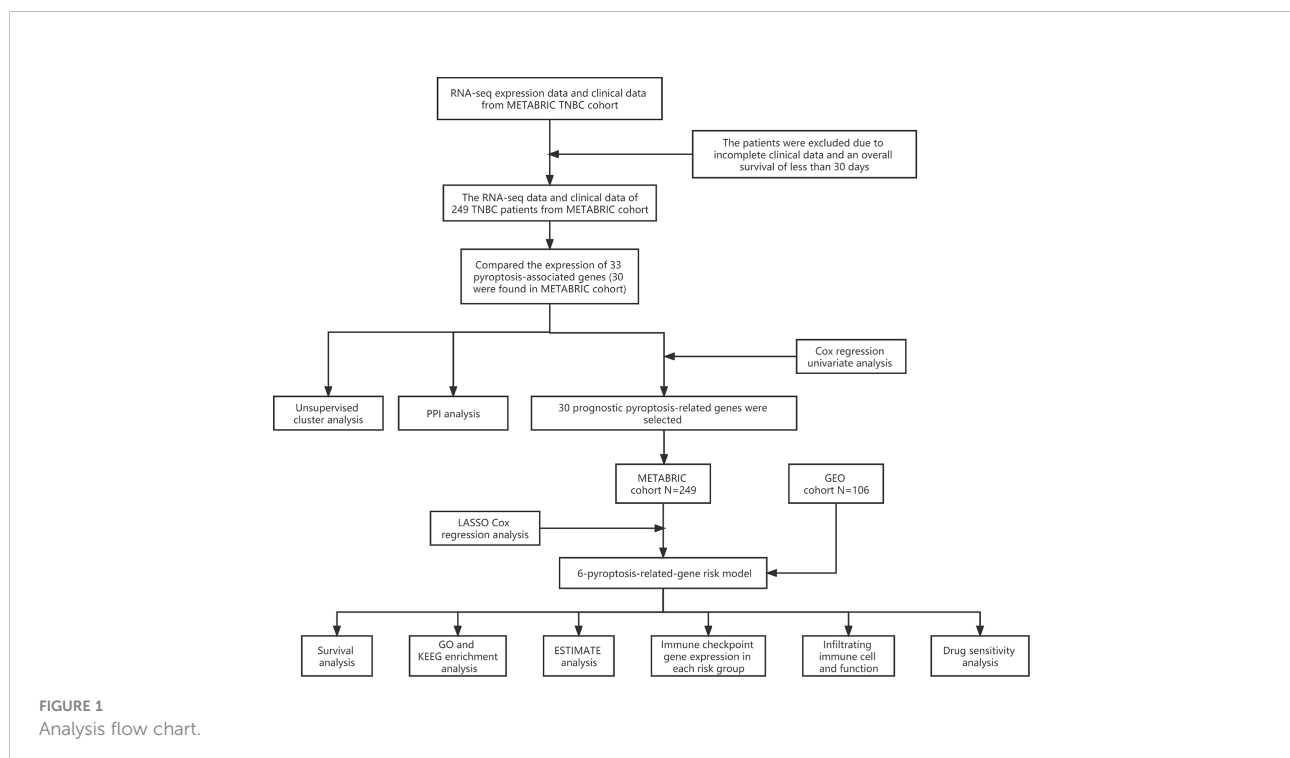 RNA-seq expression data and clinical data
from METABRIC TNBC cohort
The patients were excluded due to
incomplete clinical data and an overall
survival of less than 30 days
The RNA-seq data and clinical data of
249 TNBC patients from METABRIC cohort
Compared the expression of 33
pyroptosis-associated genes (30
were found in METABRIC cohort)
Cox regression
univariate analysis
Unsupervised
cluster analysis
PPI analysis
30 prognostic pyroptosis-related genes were
selected
METABRIC
cohort N=249
GEO
cohort N=106
LASSO Cox
regression analysis
6-pyroptosis-related-gene risk model
Survival
analysis
GO and
KEEG enrichment
analysis
ESTIMATE
analysis
Immune checkpoint
gene expression in
each risk group
Infiltrating
immune cell
and function
Drug sensitivity
analysis
FIGURE 1
Analysis flow chart.